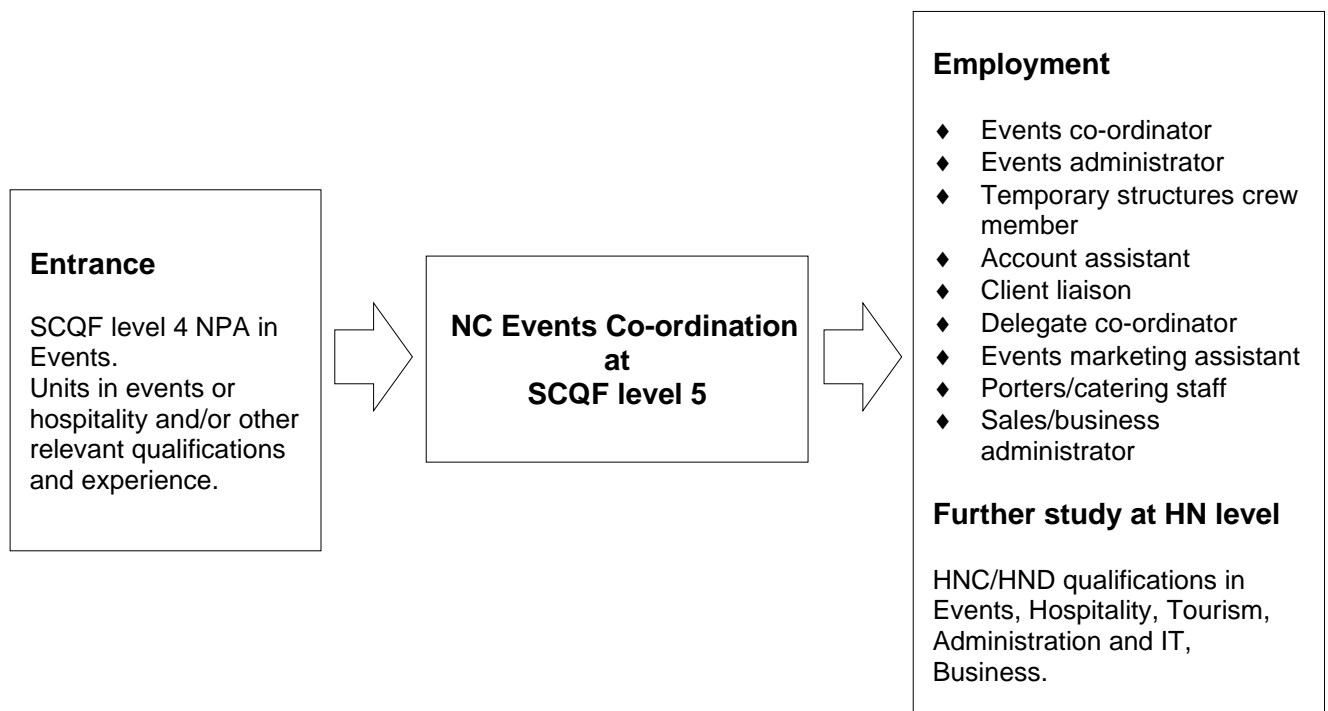 Entrance
SCQF level 4 NPA in
Events.
Units in events or
hospitality and/or other
relevant qualifications
and experience.
NC Events Co-ordination
at
SCQF level 5
Employment
♦ Events co-ordinator
♦ Events administrator
♦ Temporary structures crew
member
♦ Account assistant
♦ Client liaison
♦ Delegate co-ordinator
♦ Events marketing assistant
♦ Porters/catering staff
♦ Sales/business
administrator
Further study at HN level
HNC/HND qualifications in
Events, Hospitality, Tourism,
Administration and IT,
Business.